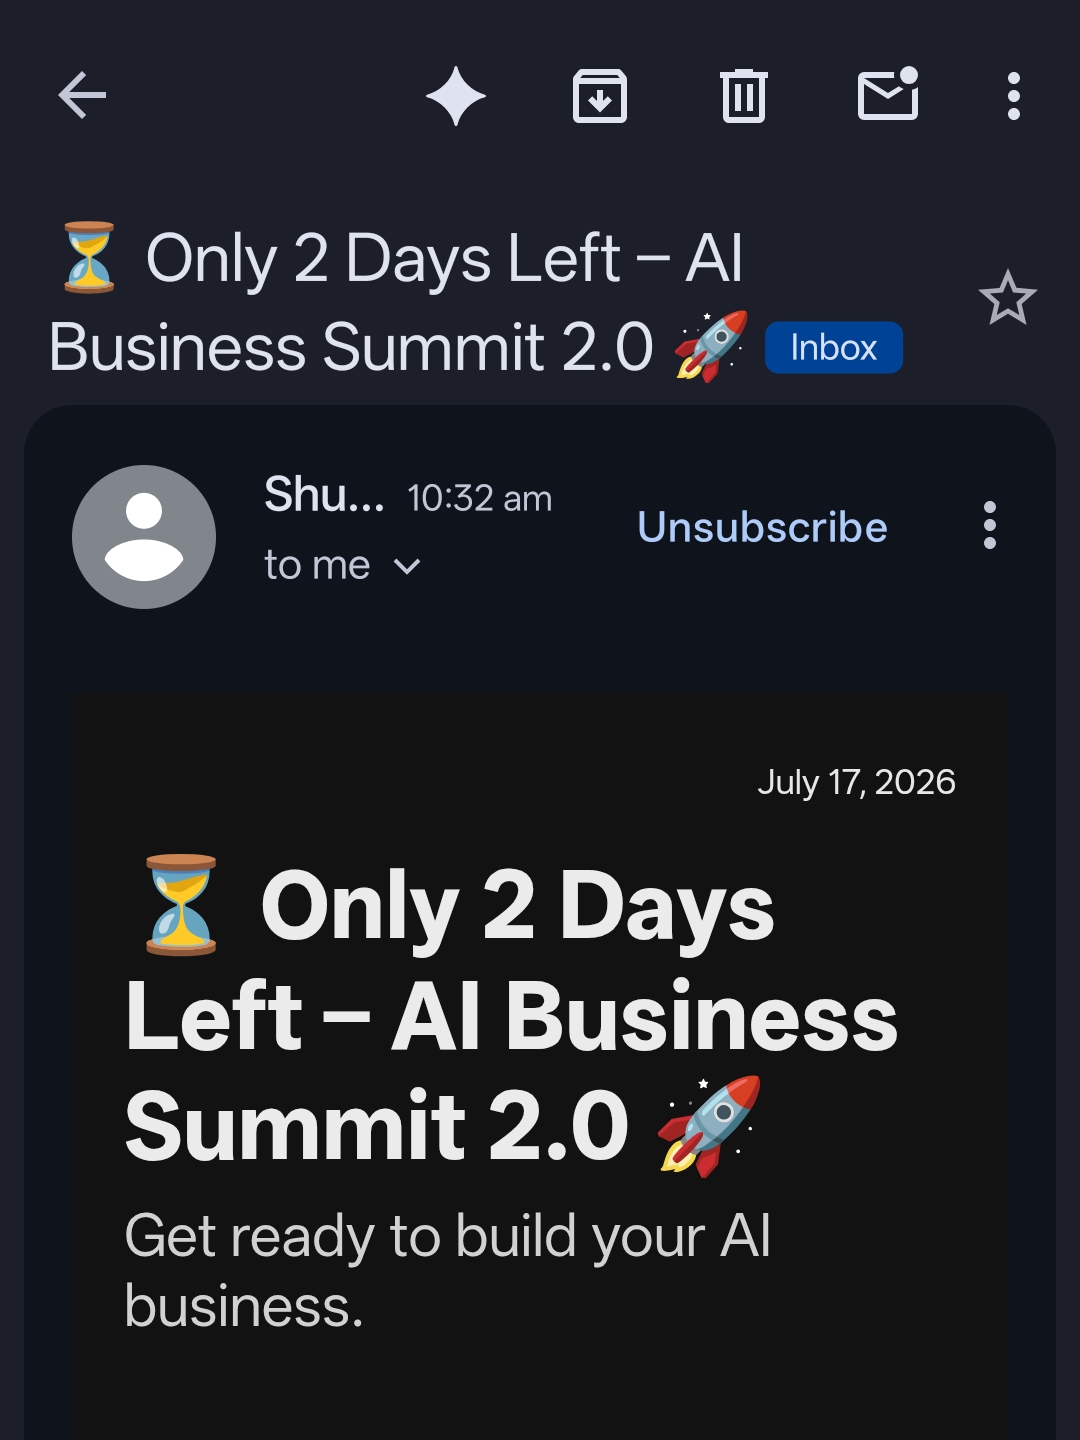 ⏳ Only 2 Days Left – AI
Business Summit 2.0 🚀 Inbox
Shu... 10:32 am
Unsubscribe
to me
July 17, 2026
⏳ Only 2 Days
Left – AI Business
Summit 2.0 🚀
Get ready to build your AI
business.